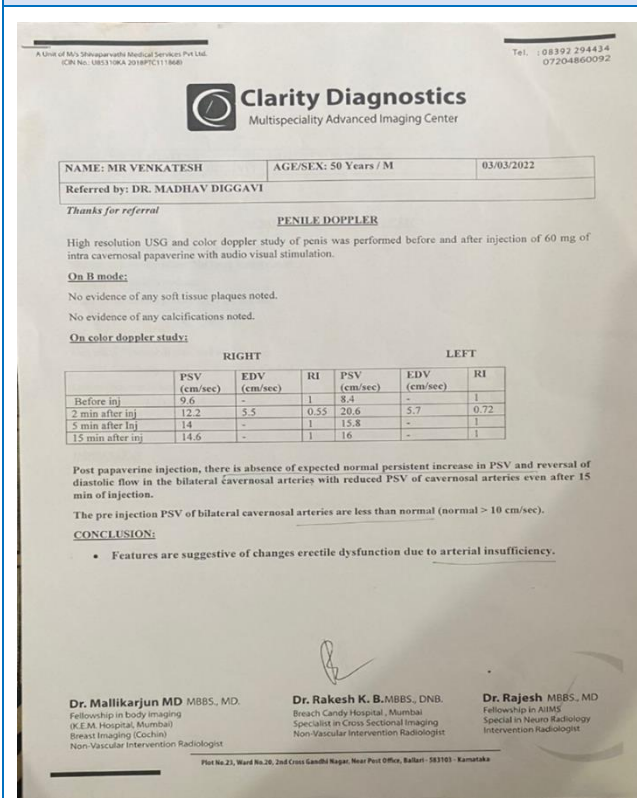 A Unit of M/s Shivaparvathi Medical Services Pvt Ltd.
(CIN No.: U85310KA 2018PTC111868)
Tel. : 08392 294434
07204860092
Clarity Diagnostics
Multispeciality Advanced Imaging Center
NAME: MR VENKATESH AGE/SEX: 50 Years / M 03/03/2022
Referred by: DR. MADHAV DIGGAVI
Thanks for referral
PENILE DOPPLER
High resolution USG and color doppler study of penis was performed before and after injection of 60 mg of
intra cavernosal papaverine with audio visual stimulation.
On B mode:
No evidence of any soft tissue plaques noted.
No evidence of any calcifications noted.
On color doppler study:
RIGHT LEFT
PSV (cm/sec) EDV (cm/sec) RI PSV (cm/sec) EDV (cm/sec) RI
Before inj 9.6 - 1 8.4 - 1
2 min after inj 12.2 5.5 0.55 20.6 5.7 0.72
5 min after Inj 14 - 1 15.8 - 1
15 min after inj 14.6 - 1 16 - 1
Post papaverine injection, there is absence of expected normal persistent increase in PSV and reversal of
diastolic flow in the bilateral cavernosal arteries with reduced PSV of cavernosal arteries even after 15
min of injection.
The pre injection PSV of bilateral cavernosal arteries are less than normal (normal > 10 cm/sec).
CONCLUSION:
• Features are suggestive of changes erectile dysfunction due to arterial insufficiency.
Dr. Mallikarjun MD MBBS., MD.
Fellowship in body imaging
(K.E.M. Hospital, Mumbai)
Breast Imaging (Cochin)
Non-Vascular Intervention Radiologist
Dr. Rakesh K. B.MBBS., DNB.
Breach Candy Hospital , Mumbai
Specialist in Cross Sectional Imaging
Non-Vascular Intervention Radiologist
Dr. Rajesh MBBS., MD
Fellowship in AIIMS
Special in Neuro Radiology
Intervention Radiologist
Plot No.23, Ward No.20, 2nd Cross Gandhi Nagar, Near Post Office, Ballari - 583103 - Karnataka